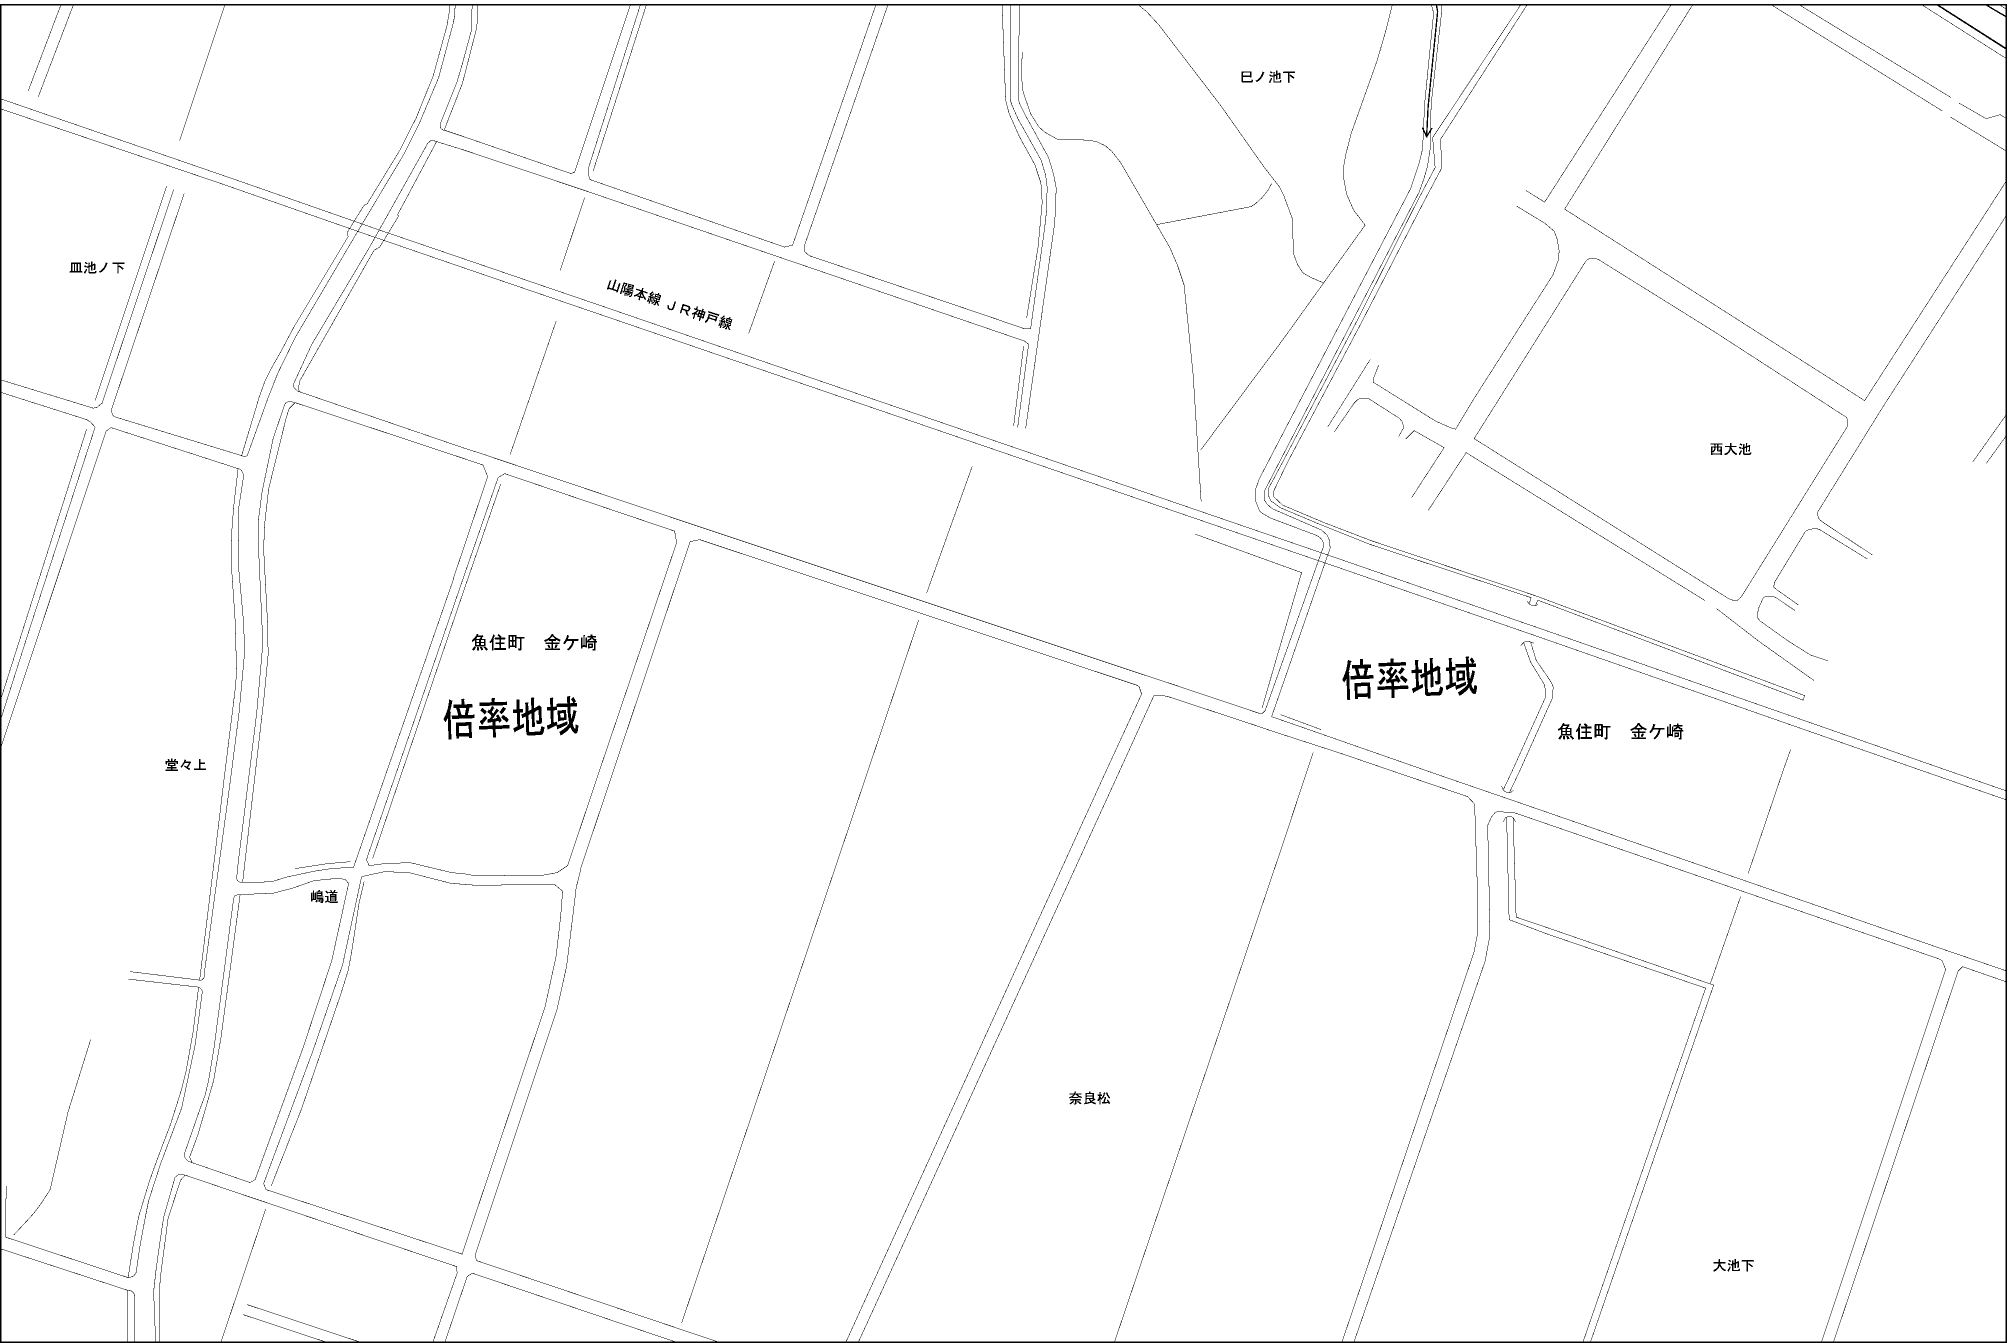 巳ノ池下
皿池ノ下
山陽本線 JR神戸線
西大池
魚住町　金ケ崎
倍率地域
倍率地域
魚住町　金ケ崎
堂々上
嶋道
奈良松
大池下